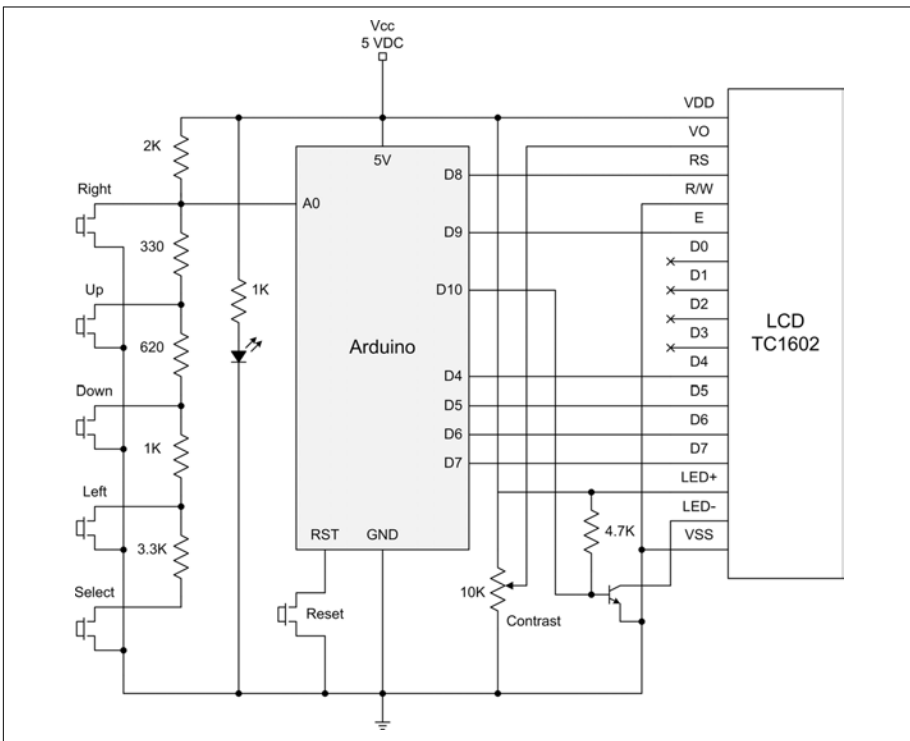 Vcc
5 VDC
2K
Right
330
Up
620
Down
1K
Left
3.3K
Select
1K
5V
A0
D8
D9
D10
Arduino
D4
D5
D6
D7
RST
GND
Reset
10K
Contrast
4.7K
VDD
VO
RS
R/W
E
D0
D1
D2
D3
D4
D5
D6
D7
LED+
LED-
VSS
LCD
TC1602